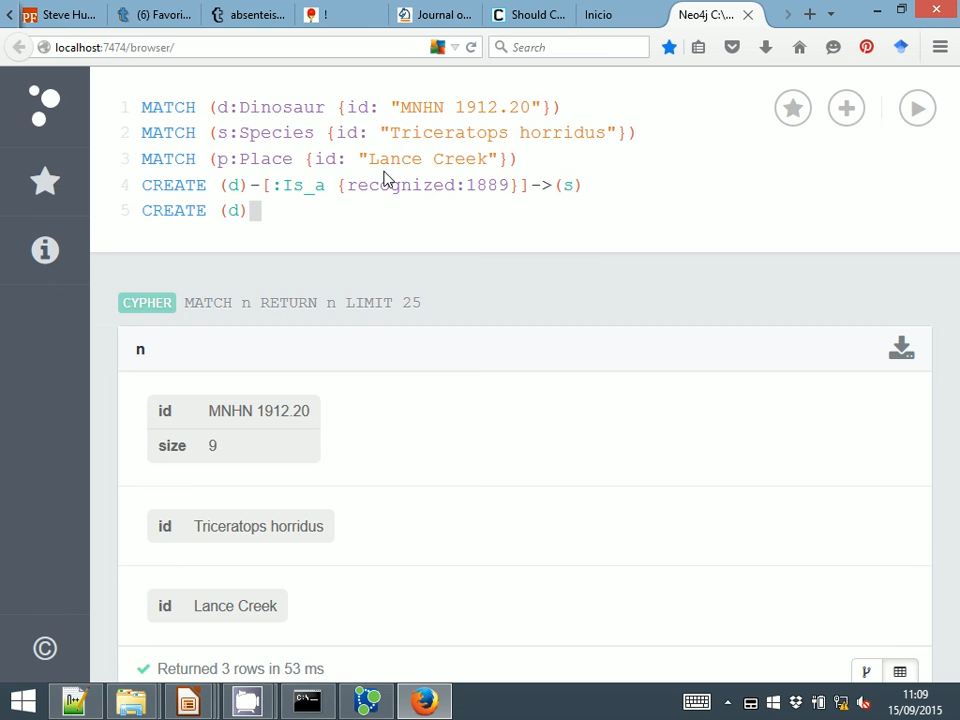 Steve Hu...
(6) Favori...
absenteis...
!
Journal o...
Should C...
Inicio
Neo4j C:\...
localhost:7474/browser/
Search
1 MATCH (d:Dinosaur {id: "MNHN 1912.20"})
2 MATCH (s:Species {id: "Triceratops horridus"})
3 MATCH (p:Place {id: "Lance Creek"})
4 CREATE (d)-[:Is_a {recognized:1889}]->(s)
5 CREATE (d)
CYPHER MATCH n RETURN n LIMIT 25
n
id MNHN 1912.20
size 9
id Triceratops horridus
id Lance Creek
Returned 3 rows in 53 ms
11:09
15/09/2015